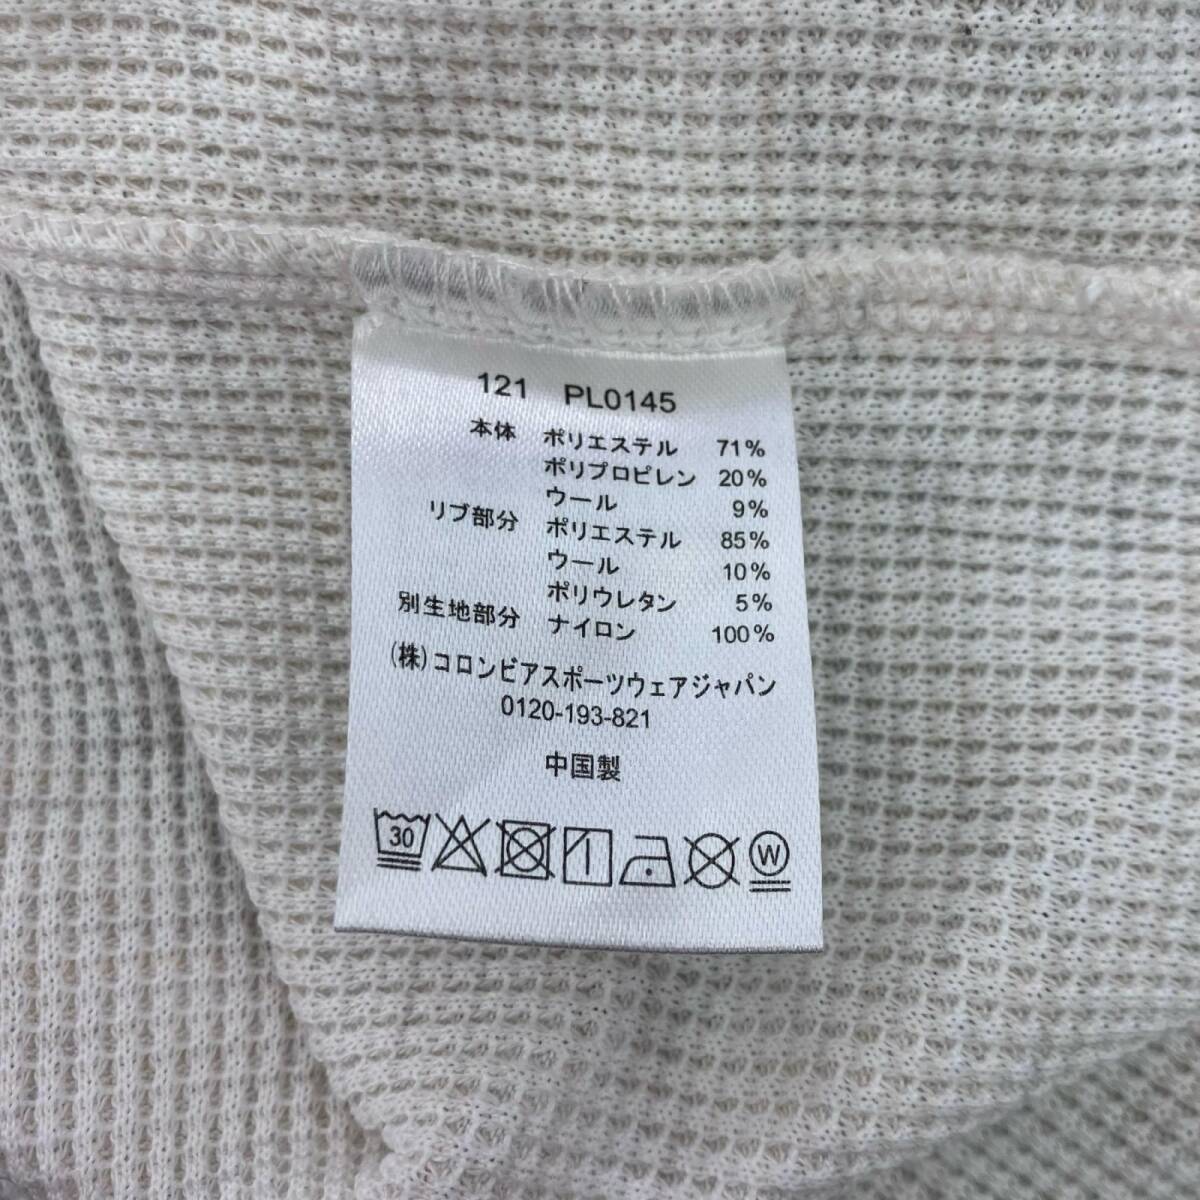 121 PL0145
本体 ポリエステル 71%
ポリプロピレン 20%
ウール 9%
リブ部分 ポリエステル 85%
ウール 10%
ポリウレタン 5%
別生地部分 ナイロン 100%
(株)コロンビアスポーツウェアジャパン
0120-193-821
中国製
30 W